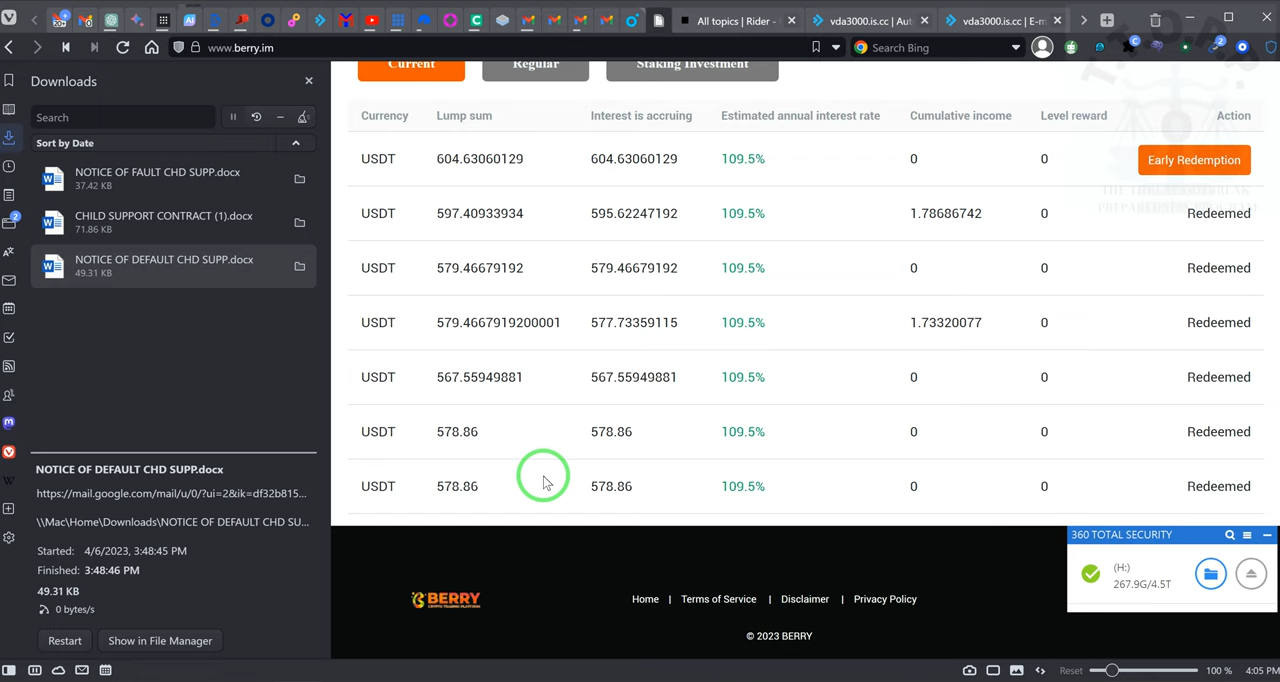 All topics | Rider -
vda3000.is.cc | Aut
vda3000.is.cc | E-m
www.berry.im
Search Bing
Downloads
Search
Sort by Date
NOTICE OF FAULT CHD SUPP.docx
37.42 KB
CHILD SUPPORT CONTRACT (1).docx
71.86 KB
NOTICE OF DEFAULT CHD SUPP.docx
49.31 KB
NOTICE OF DEFAULT CHD SUPP.docx
https://mail.google.com/mail/u/0/?ui=2&ik=df32b815...
\\Mac\Home\Downloads\NOTICE OF DEFAULT CHD SU...
Started: 4/6/2023, 3:48:45 PM
Finished: 3:48:46 PM
49.31 KB
0 bytes/s
Restart Show in File Manager
Current Regular Staking Investment
Currency Lump sum Interest is accruing Estimated annual interest rate Cumulative income Level reward Action
USDT 604.63060129 604.63060129 109.5% 0 0 Early Redemption
USDT 597.40933934 595.62247192 109.5% 1.78686742 0 Redeemed
USDT 579.46679192 579.46679192 109.5% 0 0 Redeemed
USDT 579.4667919200001 577.73359115 109.5% 1.73320077 0 Redeemed
USDT 567.55949881 567.55949881 109.5% 0 0 Redeemed
USDT 578.86 578.86 109.5% 0 0 Redeemed
USDT 578.86 578.86 109.5% 0 0 Redeemed
BERRY
CRYPTO TRADING PLATFORM
Home | Terms of Service | Disclaimer | Privacy Policy
© 2023 BERRY
360 TOTAL SECURITY
(H:)
267.9G/4.5T
Reset 100 % 4:05 PM